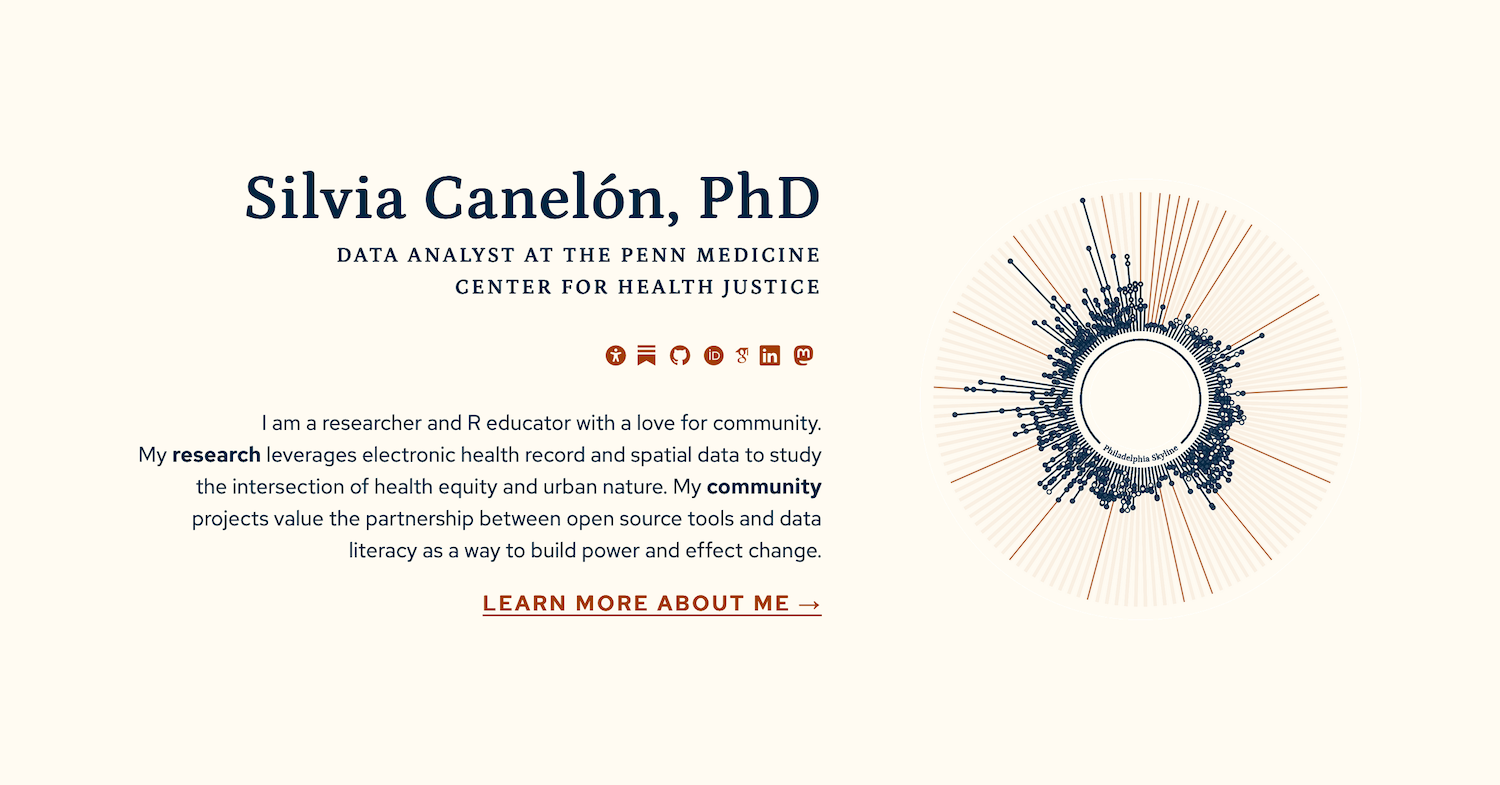 Silvia Canelón, PhD
DATA ANALYST AT THE PENN MEDICINE
CENTER FOR HEALTH JUSTICE
iD
in
I am a researcher and R educator with a love for community.
My research leverages electronic health record and spatial data to study
the intersection of health equity and urban nature. My community
projects value the partnership between open source tools and data
literacy as a way to build power and effect change.
LEARN MORE ABOUT ME →
Philadelphia Skyline